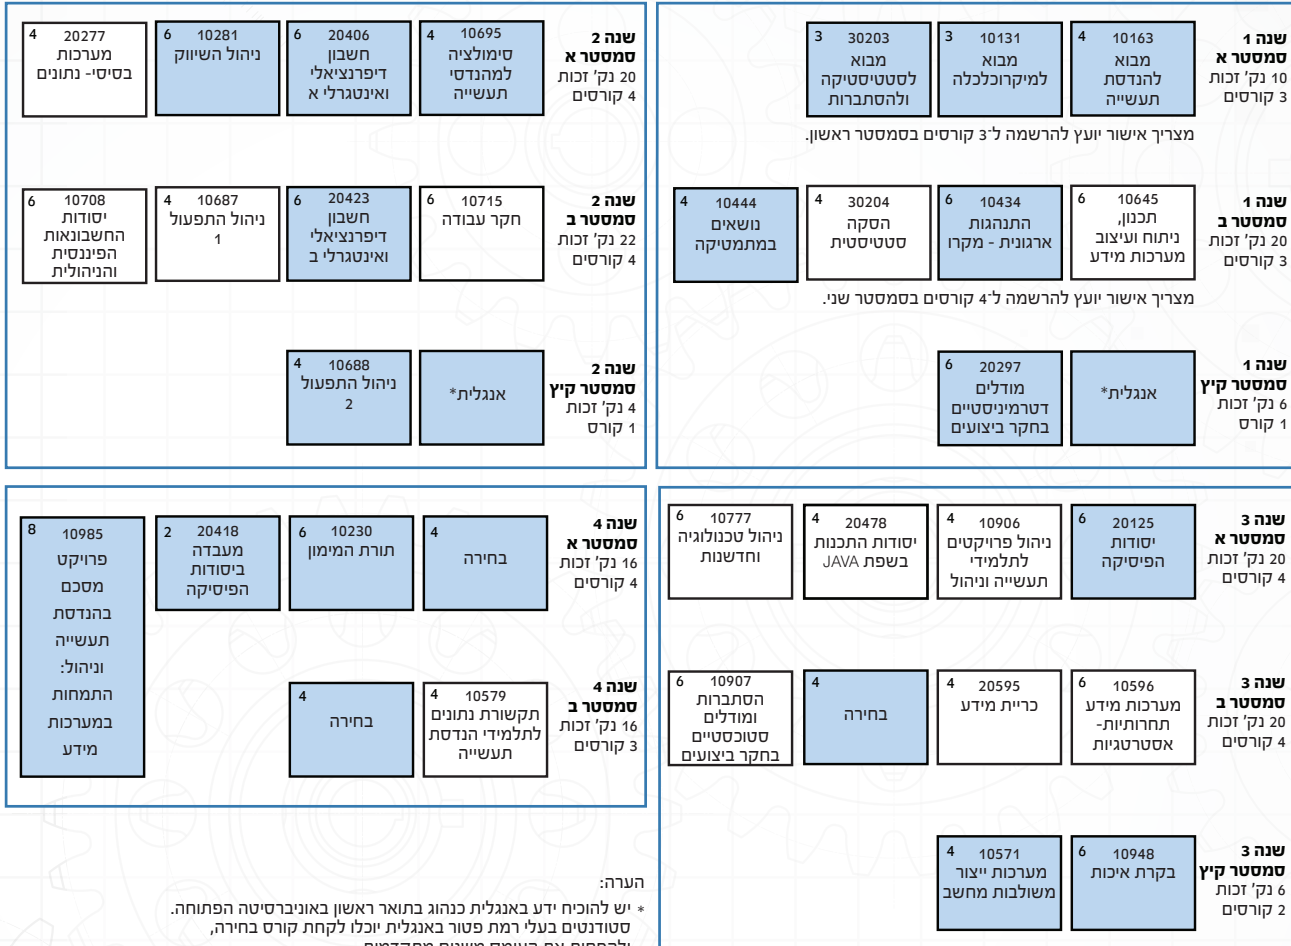 שנה 1
סמסטר א
10 נק' זכות
3 קורסים
4 10163
מבוא
להנדסת
תעשייה
3 10131
מבוא
למיקרוכלכלה
3 30203
מבוא
לסטטיסטיקה
ולהסתברות
מצריך אישור יועץ להרשמה ל־3 קורסים בסמסטר ראשון.
שנה 1
סמסטר ב
20 נק' זכות
3 קורסים
6 10645
תכנון,
ניתוח ועיצוב
מערכות מידע
6 10434
התנהגות
ארגונית - מקרו
4 30204
הסקה
סטטיסטית
4 10444
נושאים
במתמטיקה
מצריך אישור יועץ להרשמה ל־4 קורסים בסמסטר שני.
שנה 1
סמסטר קיץ
6 נק' זכות
1 קורס
אנגלית*
6 20297
מודלים
דטרמיניסטיים
בחקר ביצועים
שנה 2
סמסטר א
20 נק' זכות
4 קורסים
4 10695
סימולציה
למהנדסי
תעשייה
6 20406
חשבון
דיפרנציאלי
ואינטגרלי א
6 10281
ניהול השיווק
4 20277
מערכות
בסיסי- נתונים
שנה 2
סמסטר ב
22 נק' זכות
4 קורסים
6 10715
חקר עבודה
6 20423
חשבון
דיפרנציאלי
ואינטגרלי ב
4 10687
ניהול התפעול
1
6 10708
יסודות
החשבונאות
הפיננסית
והניהולית
שנה 2
סמסטר קיץ
4 נק' זכות
1 קורס
אנגלית*
4 10688
ניהול התפעול
2
שנה 3
סמסטר א
20 נק' זכות
4 קורסים
6 20125
יסודות
הפיסיקה
4 10906
ניהול פרויקטים
לתלמידי
תעשייה וניהול
4 20478
יסודות התכנות
בשפת JAVA
6 10777
ניהול טכנולוגיה
וחדשנות
שנה 3
סמסטר ב
20 נק' זכות
4 קורסים
6 10596
מערכות מידע
תחרותיות-
אסטרטגיות
4 20595
כריית מידע
4
בחירה
6 10907
הסתברות
ומודלים
סטוכסטיים
בחקר ביצועים
שנה 3
סמסטר קיץ
6 נק' זכות
2 קורסים
6 10948
בקרת איכות
4 10571
מערכות ייצור
משולבות מחשב
שנה 4
סמסטר א
16 נק' זכות
4 קורסים
4
בחירה
6 10230
תורת המימון
2 20418
מעבדה
ביסודות
הפיסיקה
8 10985
פרויקט
מסכם
בהנדסת
תעשייה
וניהול:
התמחות
במערכות
מידע
שנה 4
סמסטר ב
16 נק' זכות
3 קורסים
4 10579
תקשורת נתונים
לתלמידי הנדסת
תעשייה
4
בחירה
הערה:
* יש להוכיח ידע באנגלית כנהוג בתואר ראשון באוניברסיטה הפתוחה.
סטודנטים בעלי רמת פטור באנגלית יוכלו לקחת קורס בחירה,